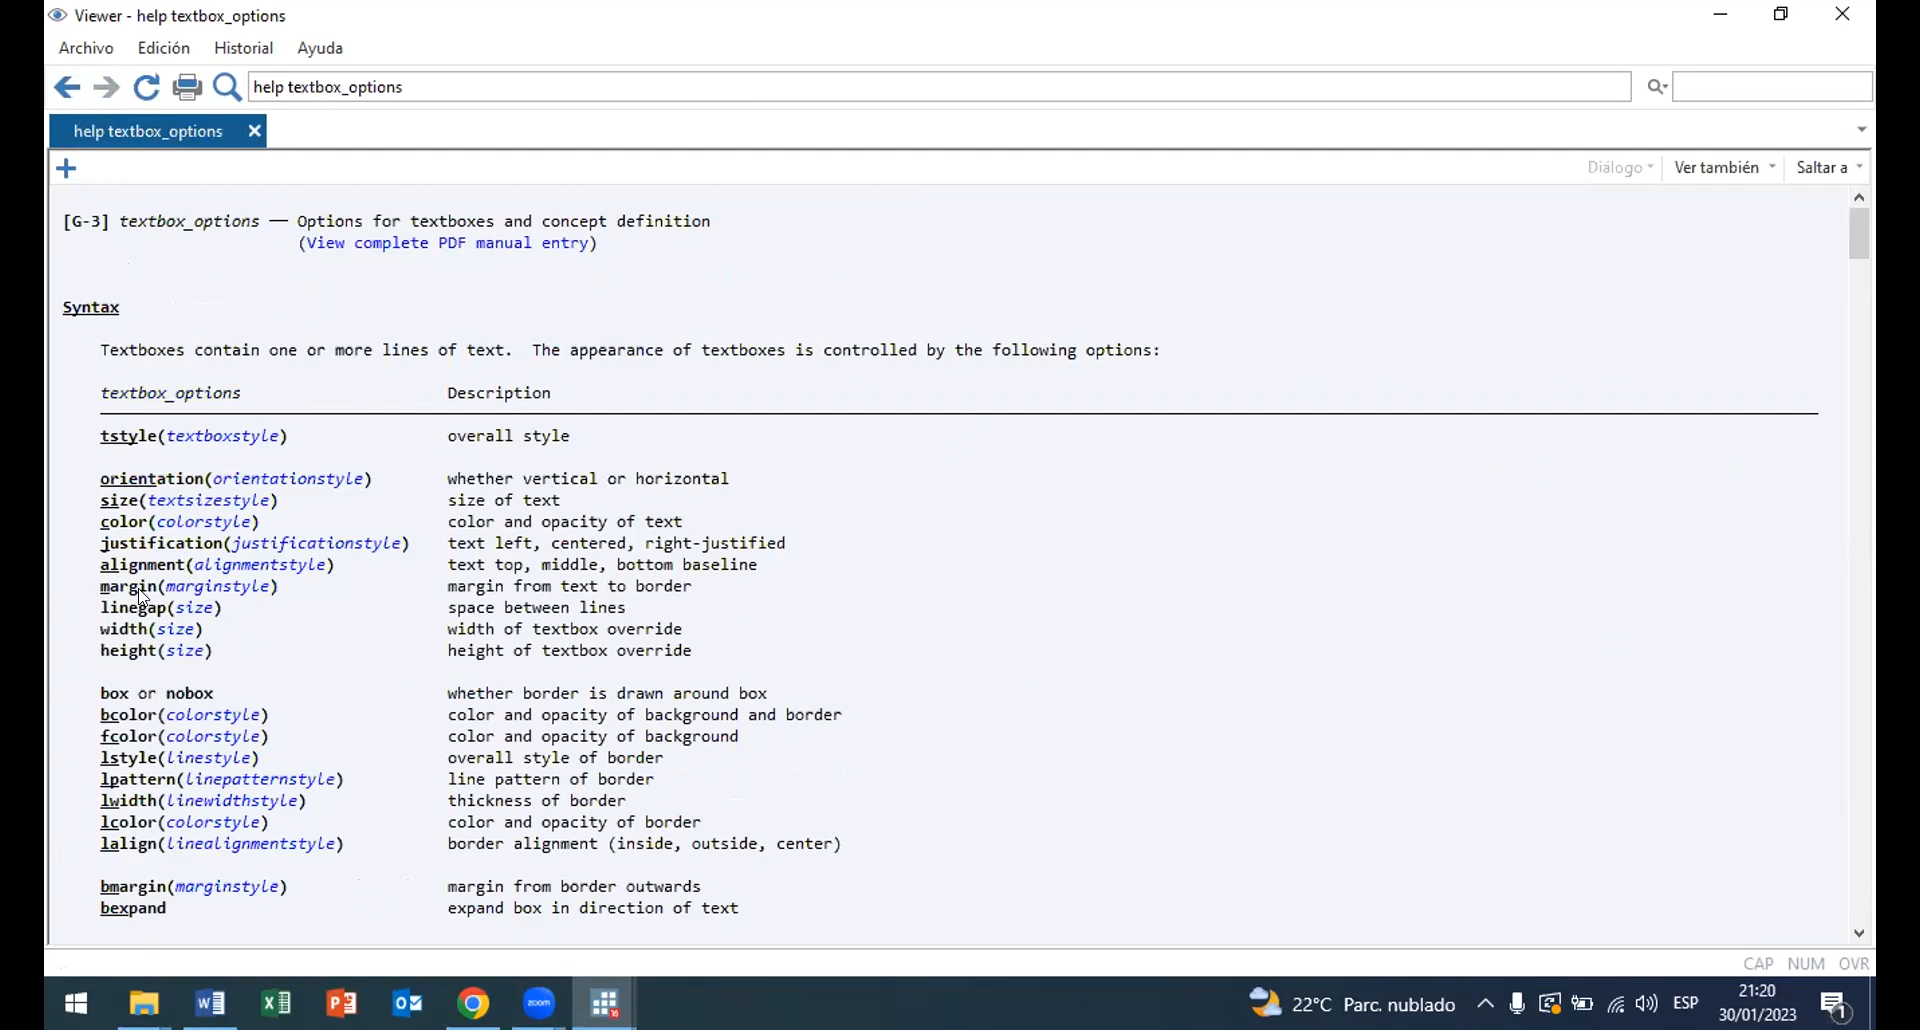 Viewer - help textbox_options
Archivo Edición Historial Ayuda
help textbox_options
help textbox_options
Diálogo Ver también Saltar a
[G-3] textbox_options — Options for textboxes and concept definition
(View complete PDF manual entry)
Syntax
Textboxes contain one or more lines of text. The appearance of textboxes is controlled by the following options:
textbox_options Description
tstyle(textboxstyle) overall style
orientation(orientationstyle) whether vertical or horizontal
size(textsizestyle) size of text
color(colorstyle) color and opacity of text
justification(justificationstyle) text left, centered, right-justified
alignment(alignmentstyle) text top, middle, bottom baseline
margin(marginstyle) margin from text to border
linegap(size) space between lines
width(size) width of textbox override
height(size) height of textbox override
box or nobox whether border is drawn around box
bcolor(colorstyle) color and opacity of background and border
fcolor(colorstyle) color and opacity of background
lstyle(linestyle) overall style of border
lpattern(linepatternstyle) line pattern of border
lwidth(linewidthstyle) thickness of border
lcolor(colorstyle) color and opacity of border
lalign(linealignmentstyle) border alignment (inside, outside, center)
bmargin(marginstyle) margin from border outwards
bexpand expand box in direction of text
CAP NUM OVR
zoom
16
22°C Parc. nublado
ESP
21:20
30/01/2023
1